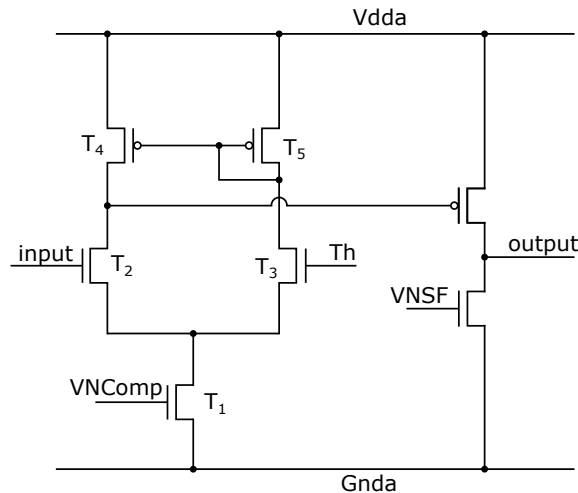 Vdda
T4
T5
input
T2
T3
Th
output
VNSF
VNComp
T1
Gnda